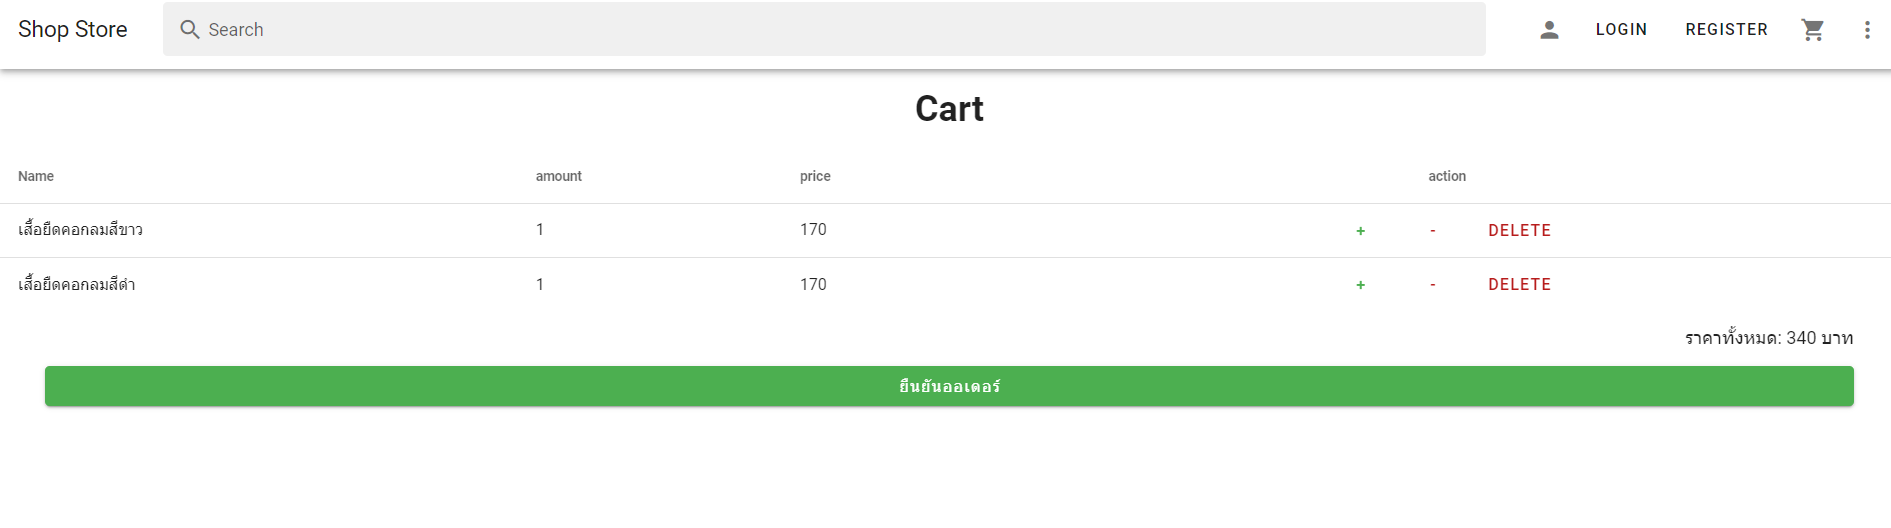 Shop Store Search LOGIN REGISTER
Cart
Name amount price action
เสื้อยืดคอกลมสีขาว 1 170 + - DELETE
เสื้อยืดคอกลมสีดำ 1 170 + - DELETE
ราคาทั้งหมด: 340 บาท
ยืนยันออเดอร์